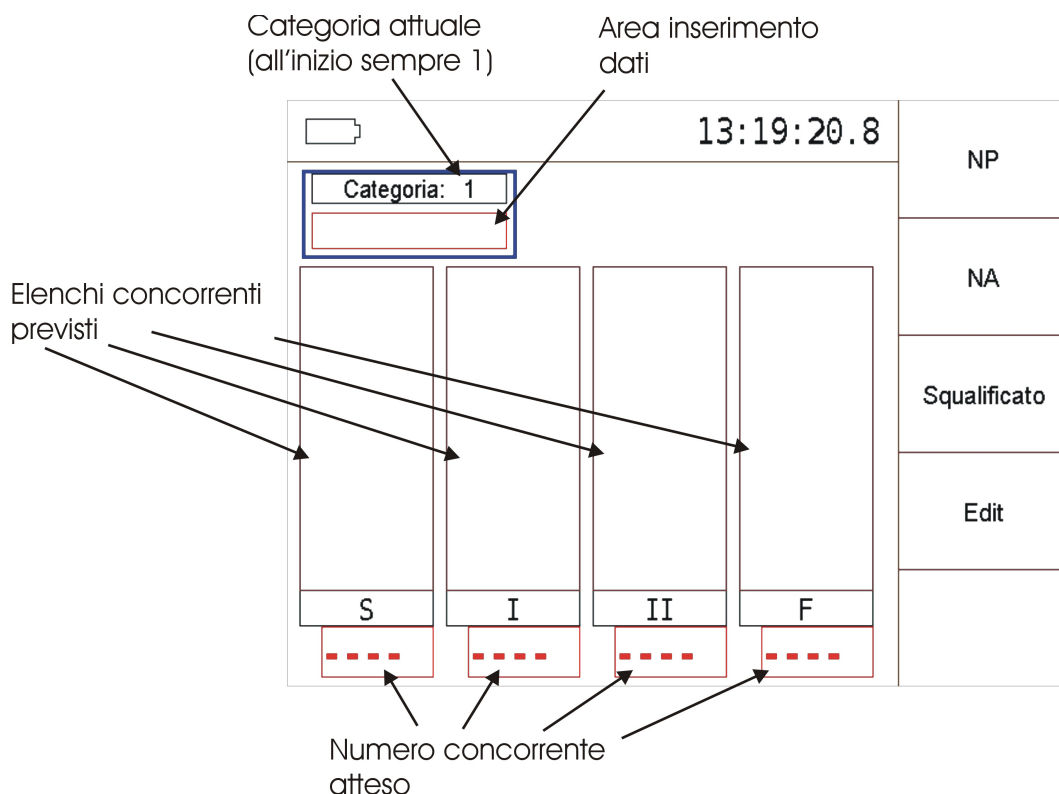 Categoria attuale
(all'inizio sempre 1)
Area inserimento
dati
13:19:20.8
NP
Categoria: 1
NA
Elenchi concorrenti
previsti
Squalificato
Edit
S
I
II
F
- - - -
- - - -
- - - -
- - - -
Numero concorrente
atteso